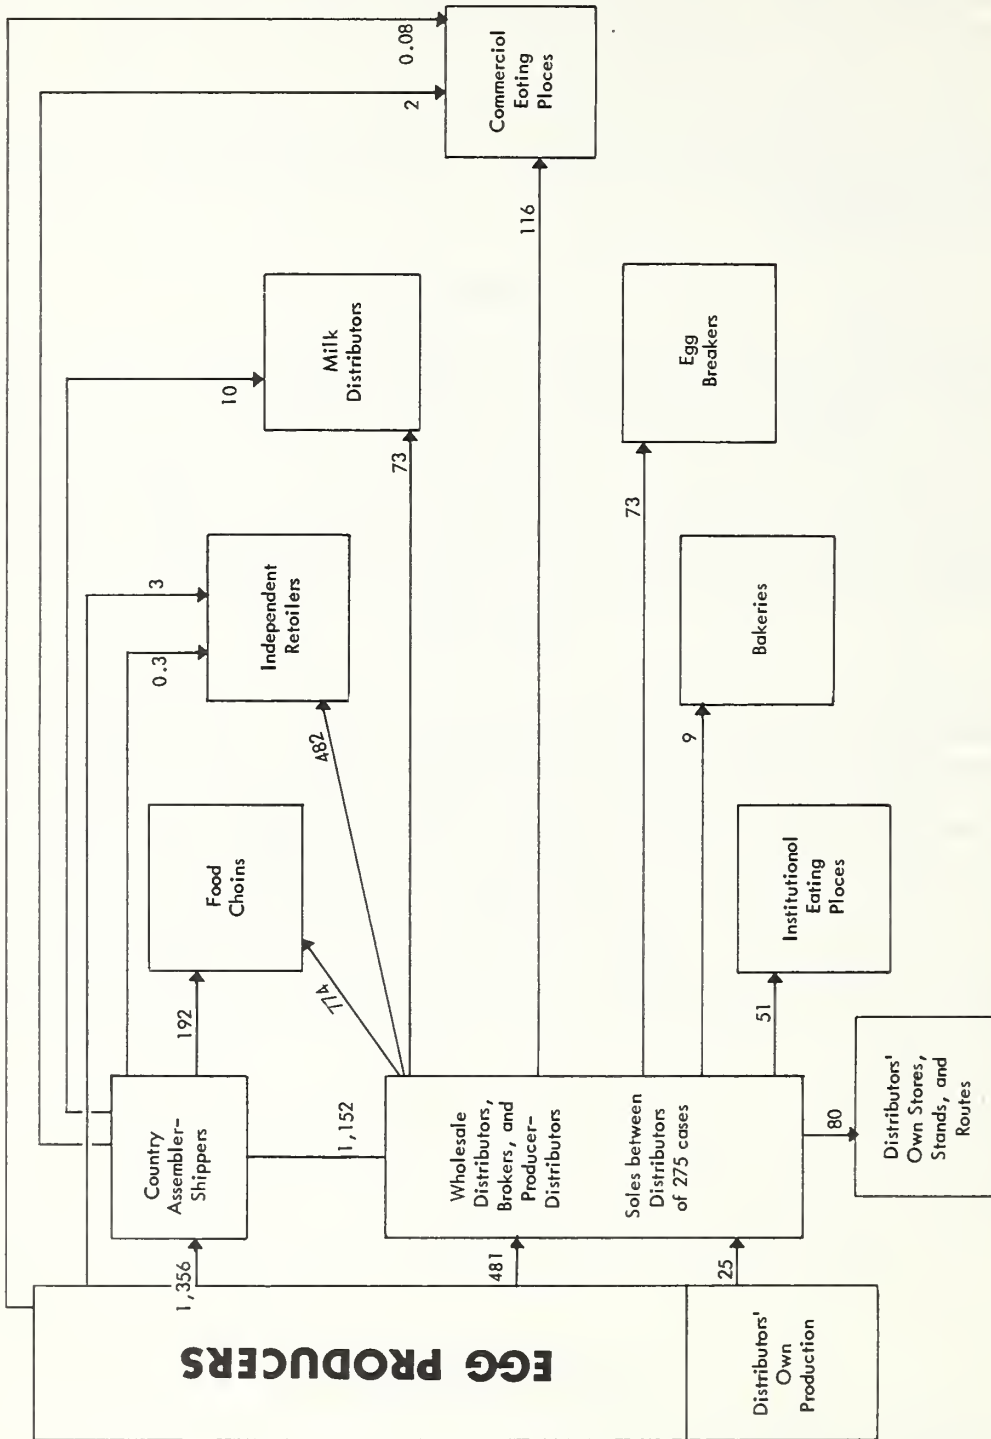 0.08
2
Commerciol
Eoting
Ploces
116
10
Milk
Distributors
73
Egg
Breakers
73
3
0.3
Independent
Retoilers
482
Bakeries
9
Food
Choins
192
774
Institutionol
Eating
Ploces
51
Country
Assembler-
Shippers
1,152
Wholesale
Distributors,
Brokers, and
Producer-
Distributors
Soles between
Distributors
of 275 cases
80
Distributors'
Own Stores,
Stands, and
Routes
1,356
481
25
EGG PRODUCERS
Distributors'
Own
Production